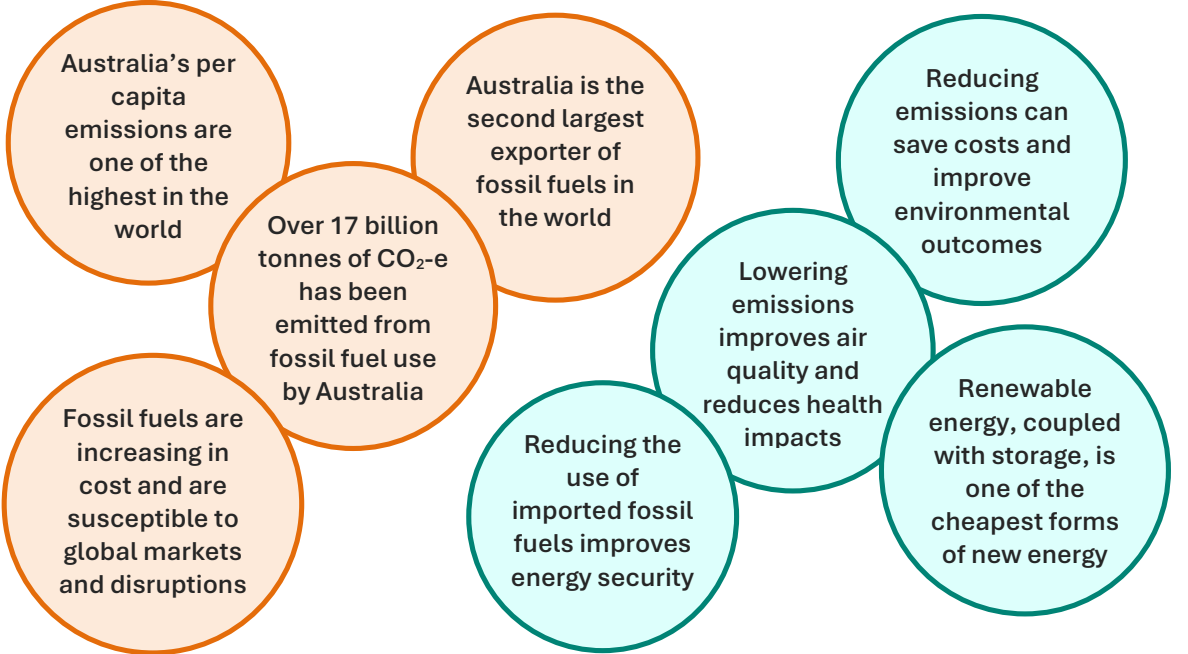 Australia’s per
capita
emissions are
one of the
highest in the
world
Over 17 billion
tonnes of CO₂-e
has been
emitted from
fossil fuel use
by Australia
Australia is the
second largest
exporter of
fossil fuels in
the world
Fossil fuels are
increasing in
cost and are
susceptible to
global markets
and disruptions
Reducing
emissions can
save costs and
improve
environmental
outcomes
Lowering
emissions
improves air
quality and
reduces health
impacts
Reducing the
use of
imported fossil
fuels improves
energy security
Renewable
energy, coupled
with storage, is
one of the
cheapest forms
of new energy